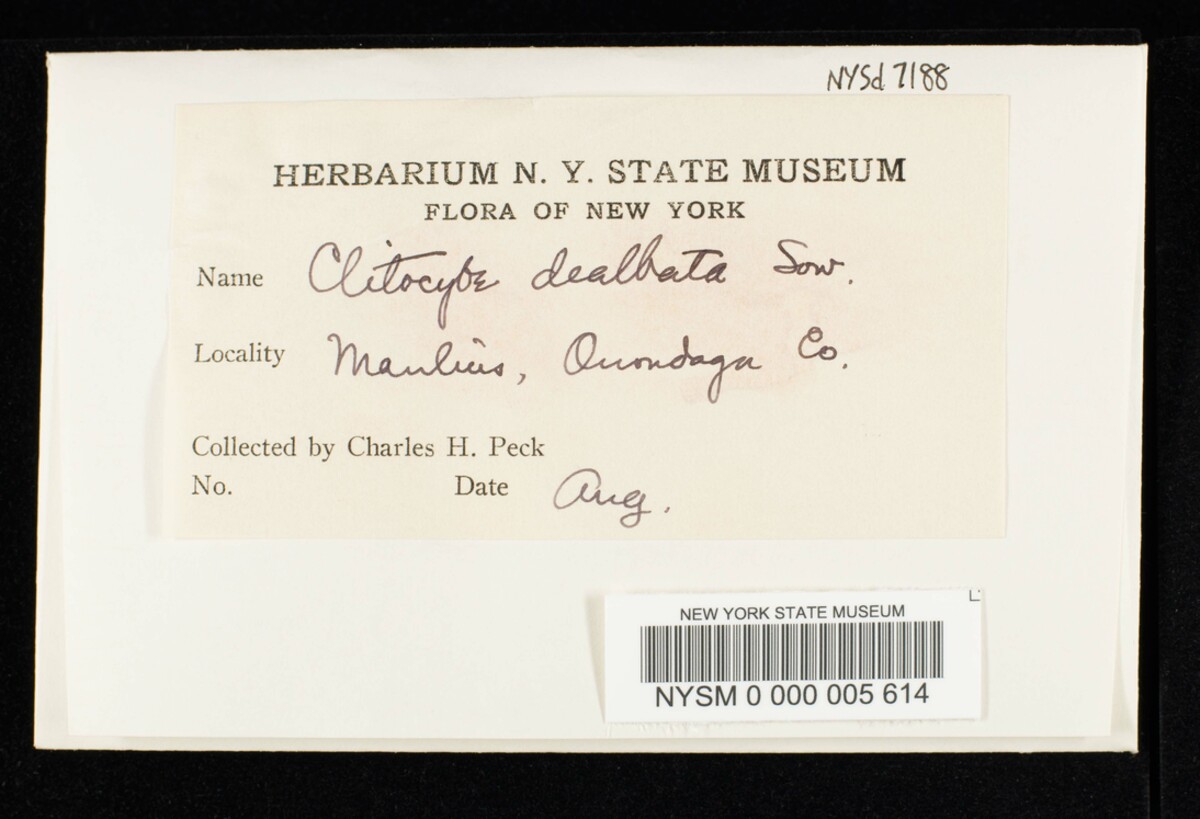 NYSd 7188
HERBARIUM N. Y. STATE MUSEUM
FLORA OF NEW YORK
Name Clitocybe dealbata Sow.
Locality Manlius, Onondaga Co.
Collected by Charles H. Peck
No. Date Aug.
NEW YORK STATE MUSEUM
NYSM 0 000 005 614